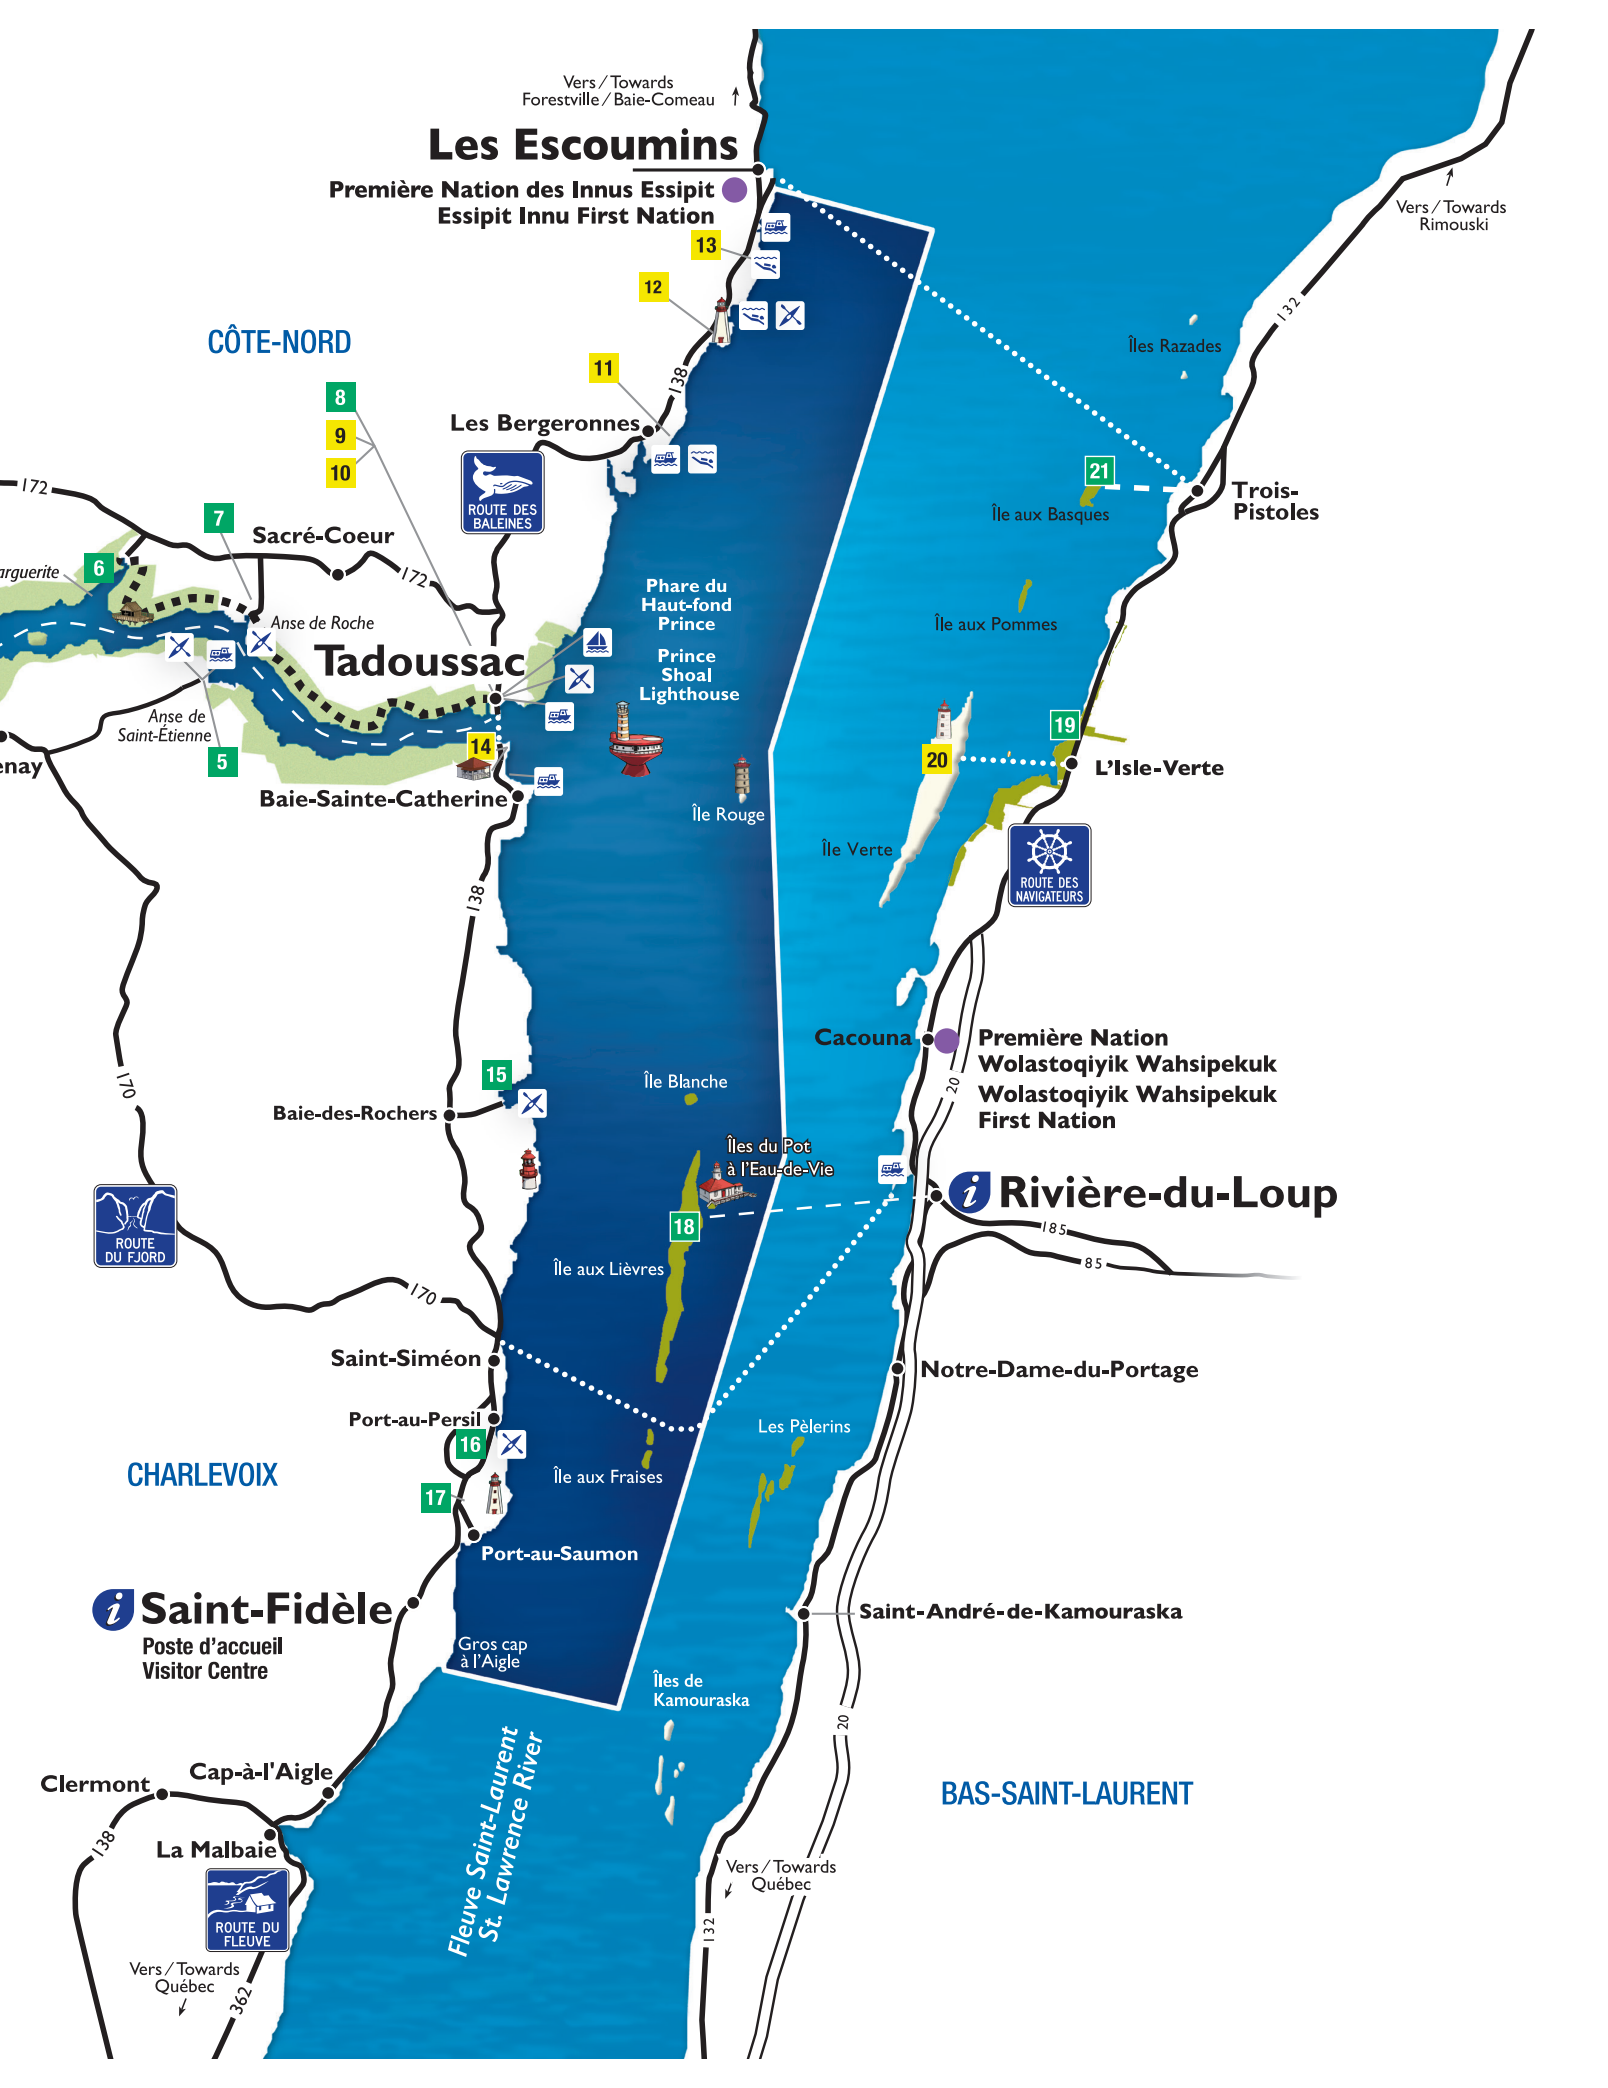 Vers / Towards
Forestville / Baie-Comeau
Les Escoumins
Première Nation des Innus Essipit
Essipit Innu First Nation
Vers / Towards
Rimouski
13
12
132
CÔTE-NORD
Îles Razades
11
138
8
9
10
Les Bergeronnes
ROUTE DES
BALEINES
172
21
Trois-
Pistoles
Île aux Basques
7
Sacré-Coeur
6
172
arguerite
Phare du
Haut-fond
Prince
Prince
Shoal
Lighthouse
Île aux Pommes
Anse de Roche
Tadoussac
Anse de
Saint-Étienne
5
enay
14
19
20
L'Isle-Verte
Baie-Sainte-Catherine
Île Rouge
Île Verte
ROUTE DES
NAVIGATEURS
138
Cacouna
Première Nation
Wolastoqiyik Wahsipekuk
Wolastoqiyik Wahsipekuk
First Nation
20
170
15
Île Blanche
Baie-des-Rochers
Îles du Pot
à l'Eau-de-Vie
Rivière-du-Loup
18
185
85
ROUTE
DU FJORD
Île aux Lièvres
170
Saint-Siméon
Notre-Dame-du-Portage
Port-au-Persil
16
Les Pèlerins
CHARLEVOIX
Île aux Fraises
17
Port-au-Saumon
i Saint-Fidèle
Poste d'accueil
Visitor Centre
Saint-André-de-Kamouraska
Gros cap
à l'Aigle
Îles de
Kamouraska
20
Fleuve Saint-Laurent
St. Lawrence River
Cap-à-l'Aigle
Clermont
BAS-SAINT-LAURENT
138
La Malbaie
Vers / Towards
Québec
ROUTE DU
FLEUVE
132
Vers / Towards
Québec
362